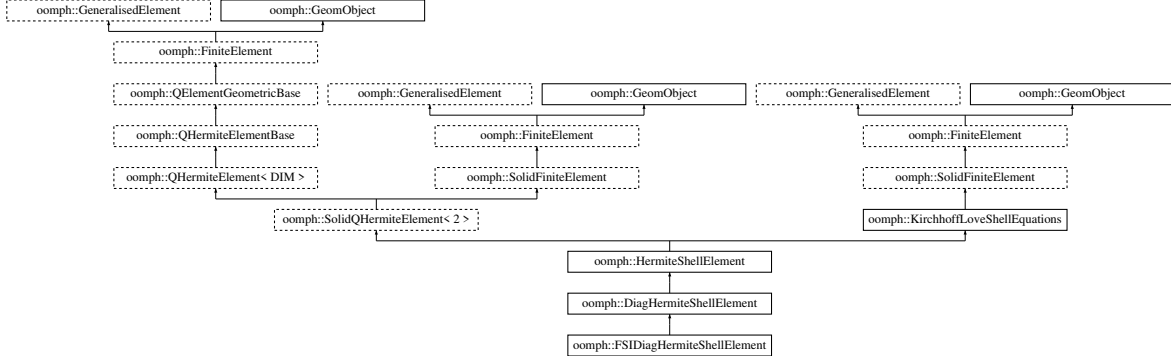 oomph::GeneralisedElement oomph::GeomObject
oomph::FiniteElement
oomph::QElementGeometricBase oomph::GeneralisedElement oomph::GeomObject oomph::GeneralisedElement oomph::GeomObject
oomph::QHermiteElementBase oomph::FiniteElement oomph::FiniteElement
oomph::QHermiteElement< DIM > oomph::SolidFiniteElement oomph::SolidFiniteElement
oomph::SolidQHermiteElement< 2 > oomph::KirchhoffLoveShellEquations
oomph::HermiteShellElement
oomph::DiagHermiteShellElement
oomph::FSIDiagHermiteShellElement